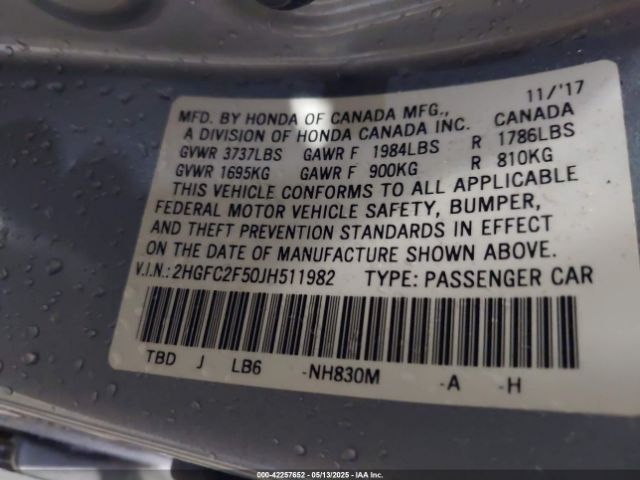 11/'17
MFD. BY HONDA OF CANADA MFG., CANADA
A DIVISION OF HONDA CANADA INC.
GVWR 3737LBS GAWR F 1984LBS R 1786LBS
GVWR 1695KG GAWR F 900KG R 810KG
THIS VEHICLE CONFORMS TO ALL APPLICABLE
FEDERAL MOTOR VEHICLE SAFETY, BUMPER,
AND THEFT PREVENTION STANDARDS IN EFFECT
ON THE DATE OF MANUFACTURE SHOWN ABOVE.
V.I.N.: 2HGFC2F50JH511982 TYPE: PASSENGER CAR
TBD J LB6 -NH830M -A -H
000-42257652 — 05/13/2025 — IAA Inc.